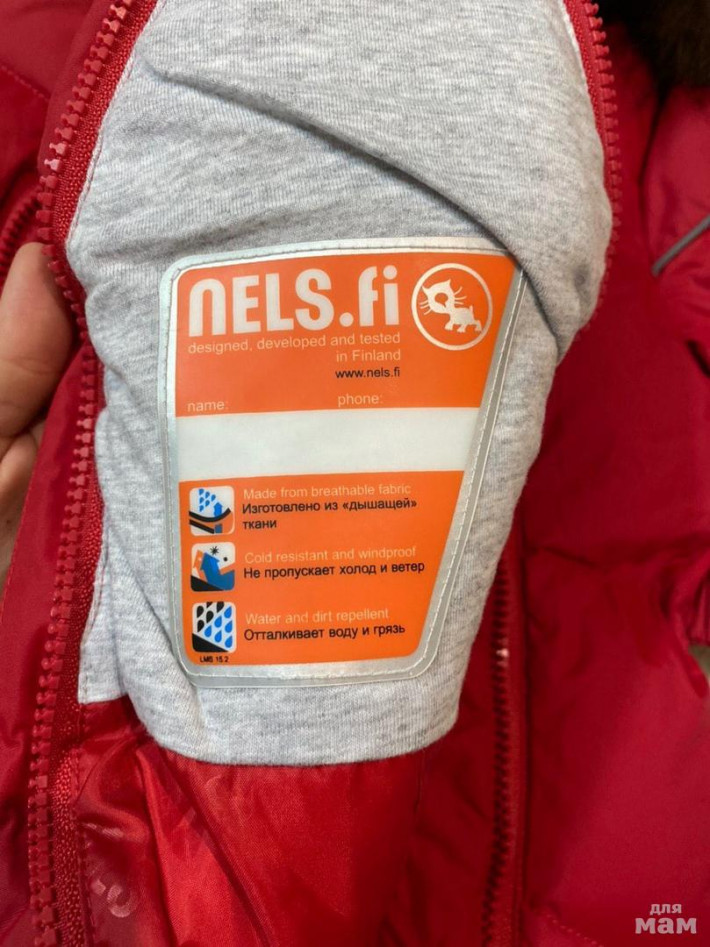 NELS.fi
designed, developed and tested
in Finland
www.nels.fi
name: phone:
Made from breathable fabric
Изготовлено из «дышащей»
ткани
Cold resistant and windproof
Не пропускает холод и ветер
Water and dirt repellent
Отталкивает воду и грязь
LMS 15.2
для
мам